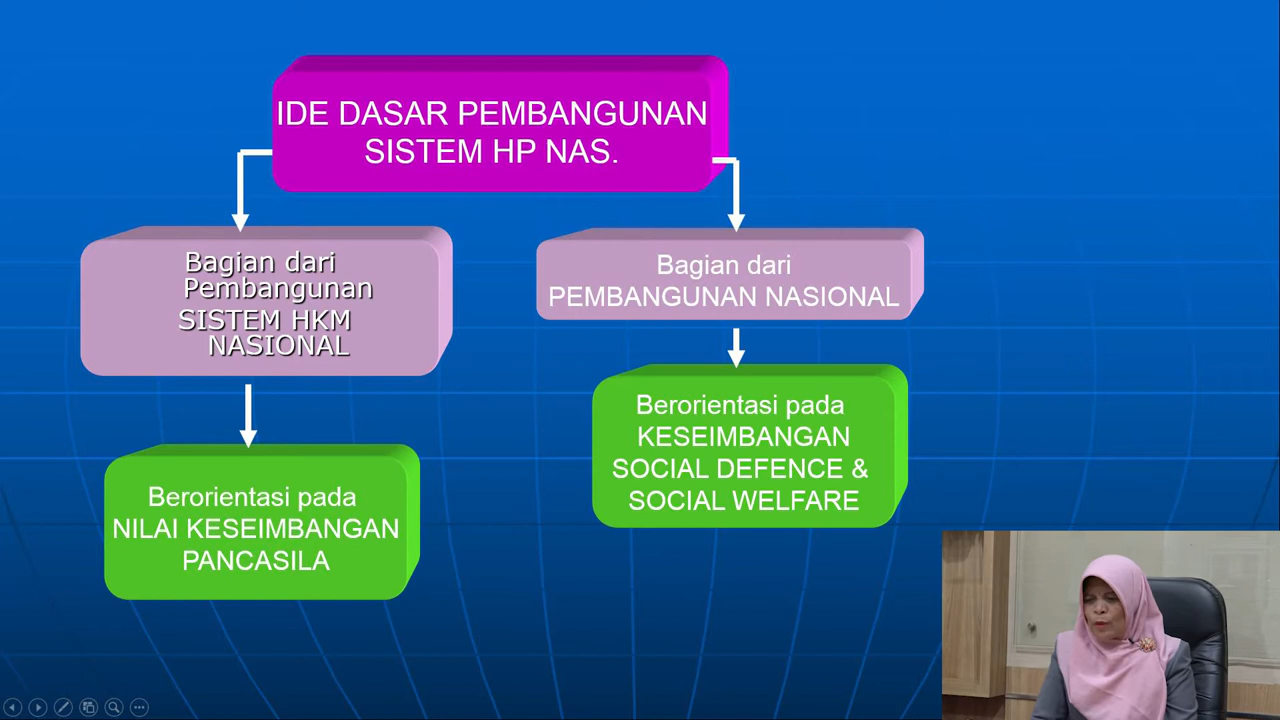 IDE DASAR PEMBANGUNAN
SISTEM HP NAS.
Bagian dari
Pembangunan
SISTEM HKM
NASIONAL
Berorientasi pada
NILAI KESEIMBANGAN
PANCASILA
Bagian dari
PEMBANGUNAN NASIONAL
Berorientasi pada
KESEIMBANGAN
SOCIAL DEFENCE &
SOCIAL WELFARE